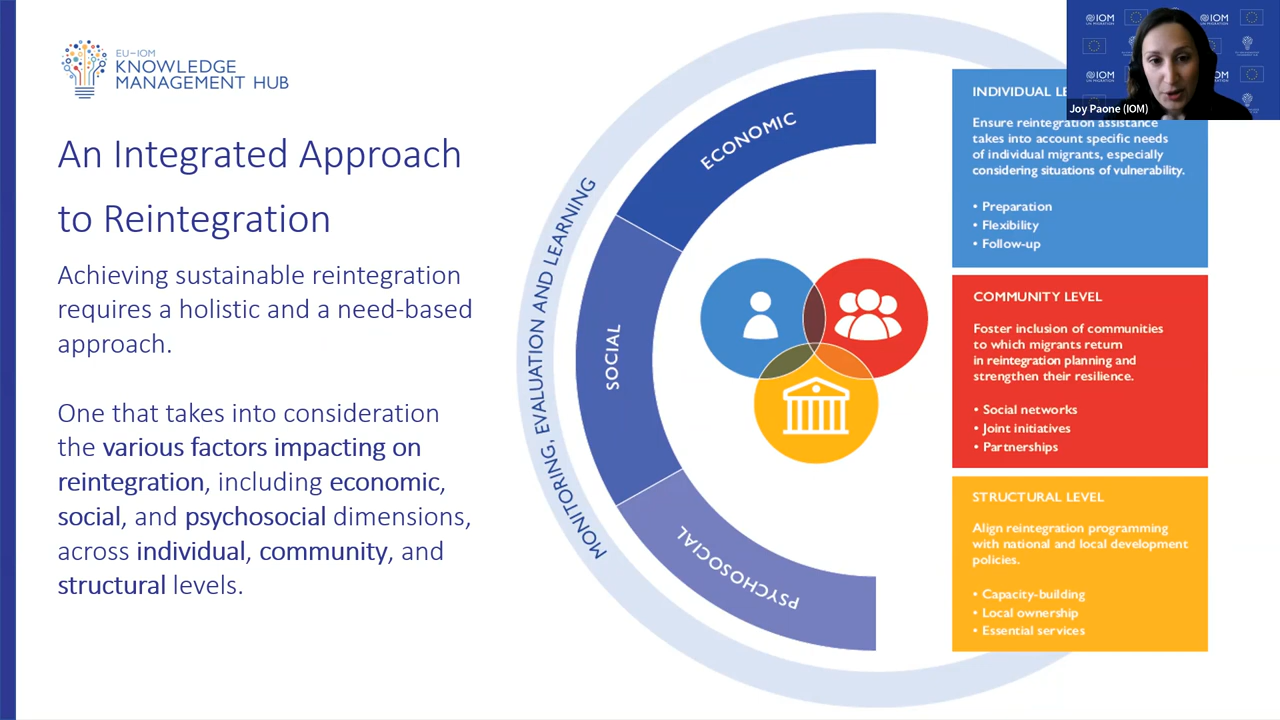 EU–IOM
KNOWLEDGE
MANAGEMENT HUB
An Integrated Approach
to Reintegration
Achieving sustainable reintegration
requires a holistic and a need-based
approach.
One that takes into consideration
the various factors impacting on
reintegration, including economic,
social, and psychosocial dimensions,
across individual, community, and
structural levels.
MONITORING, EVALUATION AND LEARNING
ECONOMIC
SOCIAL
PSYCHOSOCIAL
INDIVIDUAL
Ensure reintegration assistance
takes into account specific needs
of individual migrants, especially
considering situations of vulnerability.
• Preparation
• Flexibility
• Follow-up
COMMUNITY LEVEL
Foster inclusion of communities
to which migrants return
in reintegration planning and
strengthen their resilience.
• Social networks
• Joint initiatives
• Partnerships
STRUCTURAL LEVEL
Align reintegration programming
with national and local development
policies.
• Capacity-building
• Local ownership
• Essential services
IOM
IOM
IOM
IOM
Joy Paone (IOM)